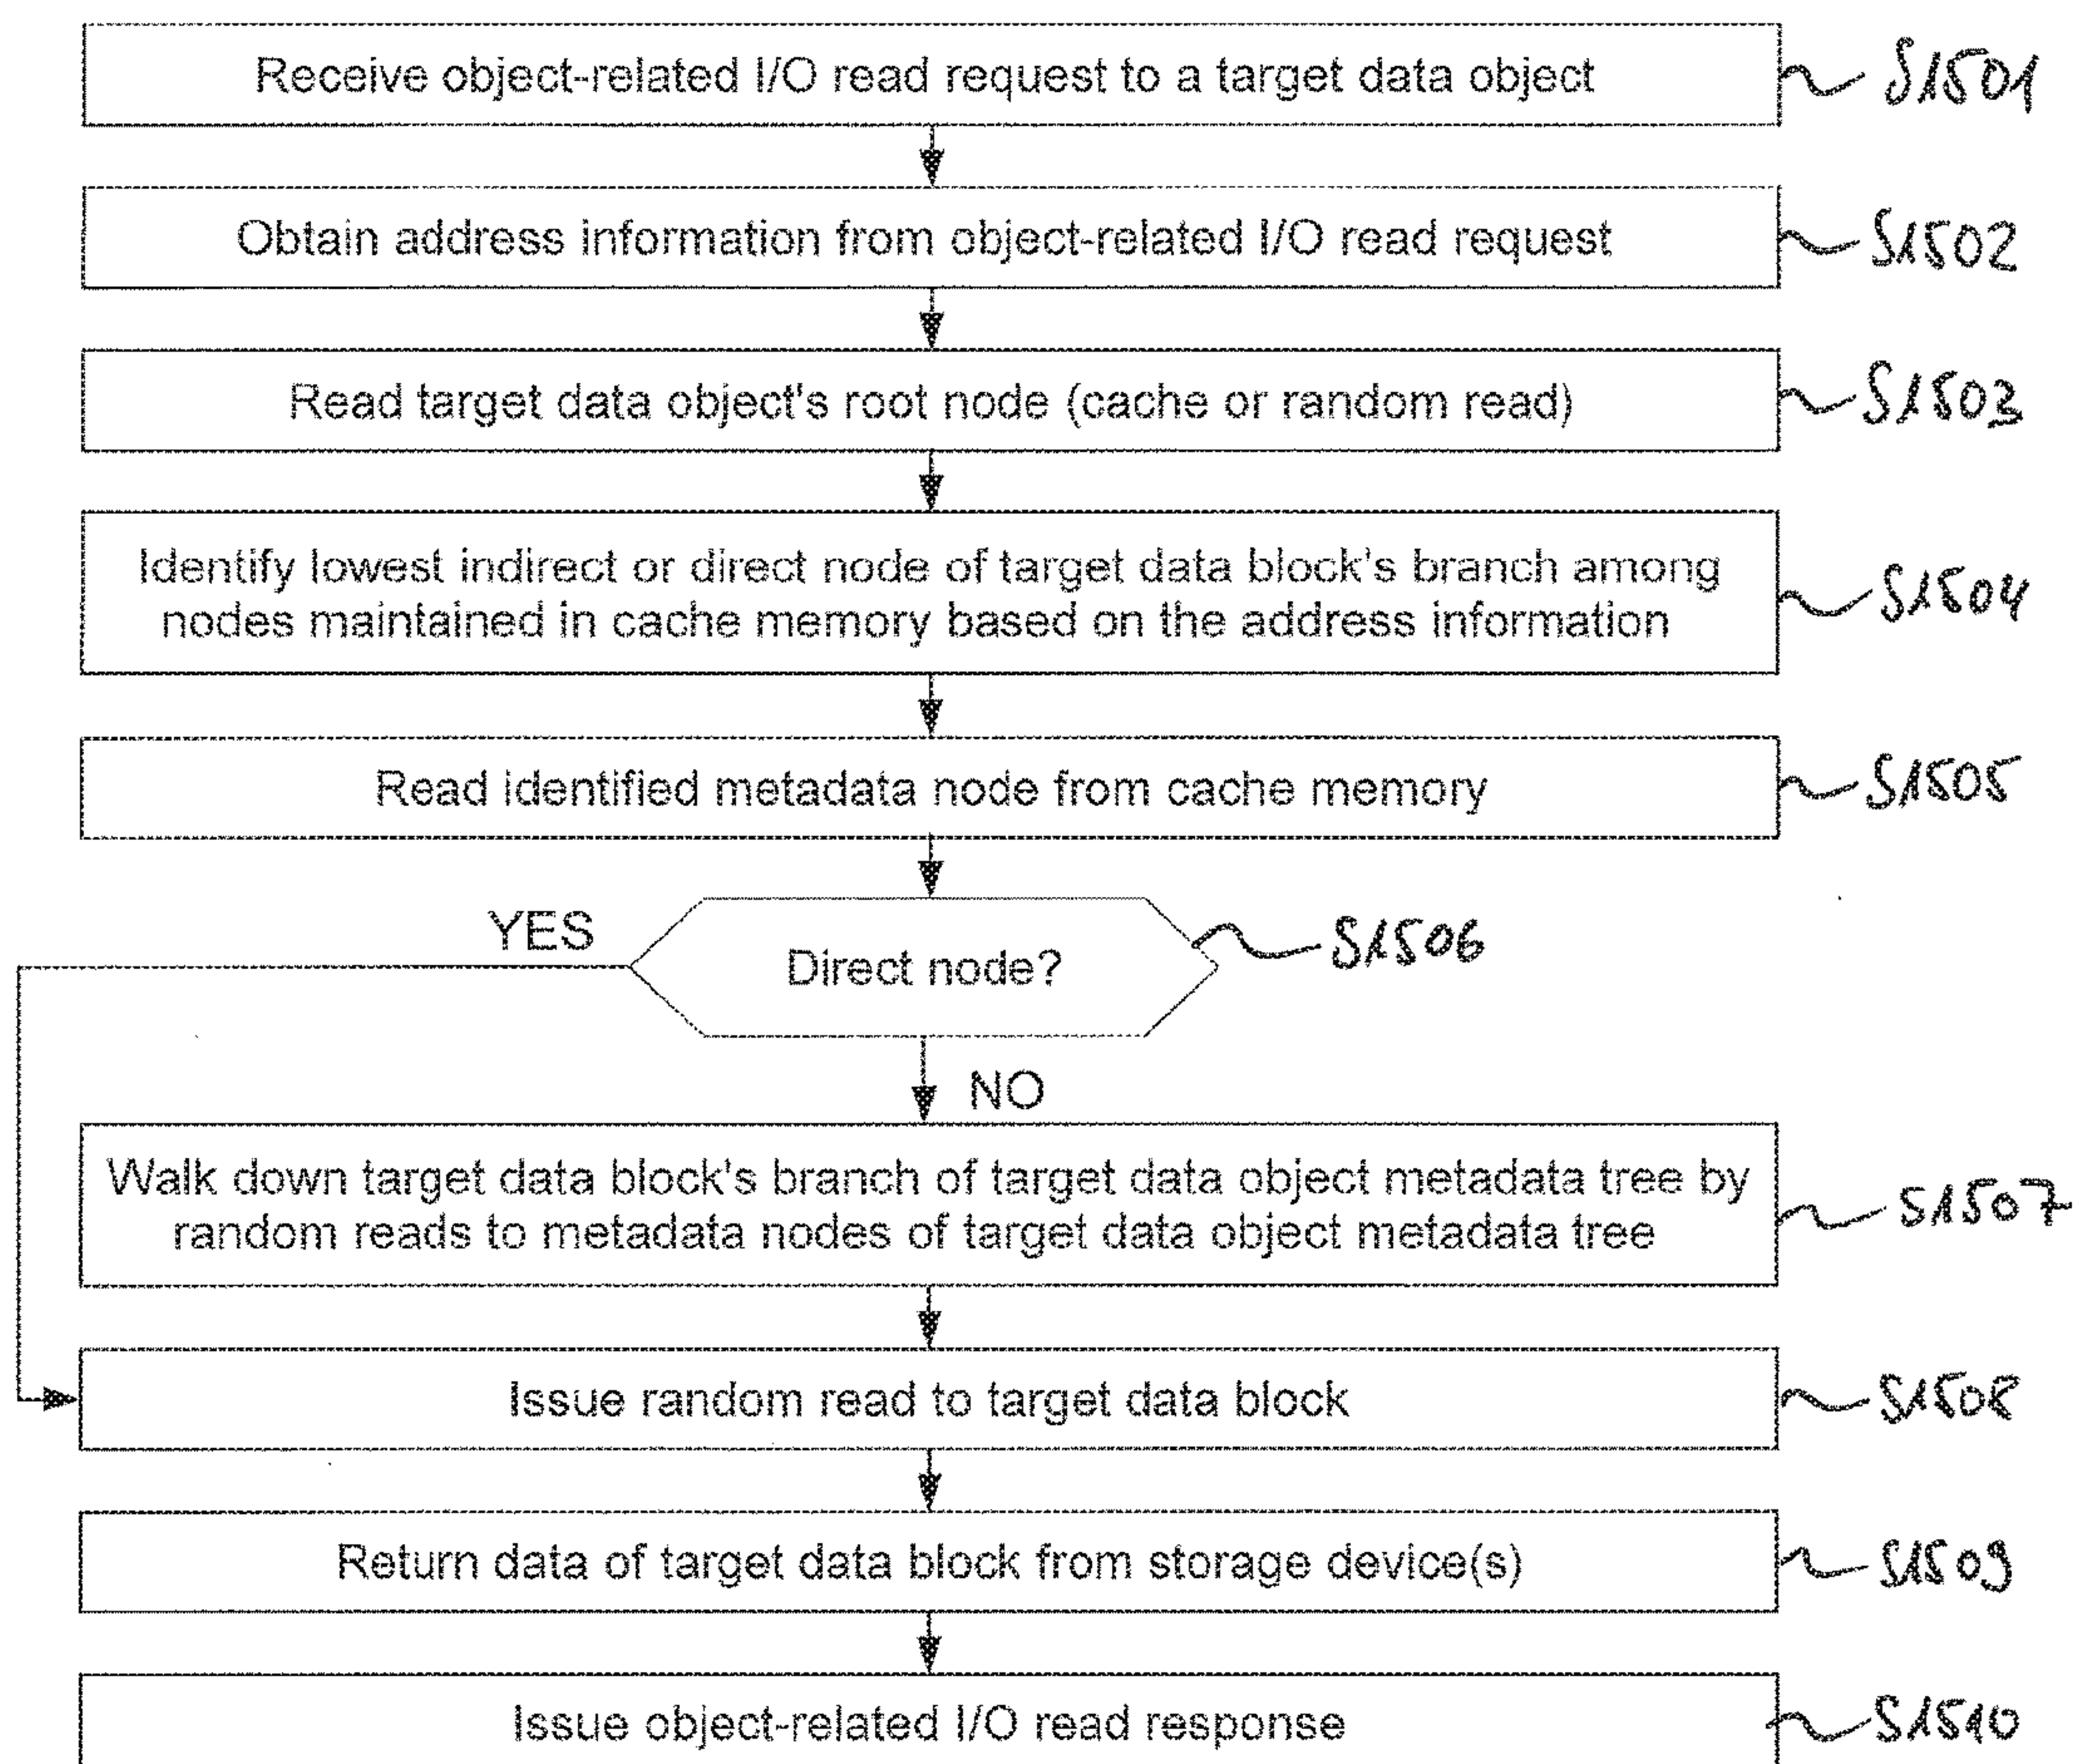 Receive object-related I/O read request to a target data object
S1501
Obtain address information from object-related I/O read request
S1502
Read target data object's root node (cache or random read)
S1503
Identify lowest indirect or direct node of target data block's branch among
nodes maintained in cache memory based on the address information
S1504
Read identified metadata node from cache memory
S1505
YES
Direct node?
S1506
NO
Walk down target data block's branch of target data object metadata tree by
random reads to metadata nodes of target data object metadata tree
S1507
Issue random read to target data block
S1508
Return data of target data block from storage device(s)
S1509
Issue object-related I/O read response
S1510